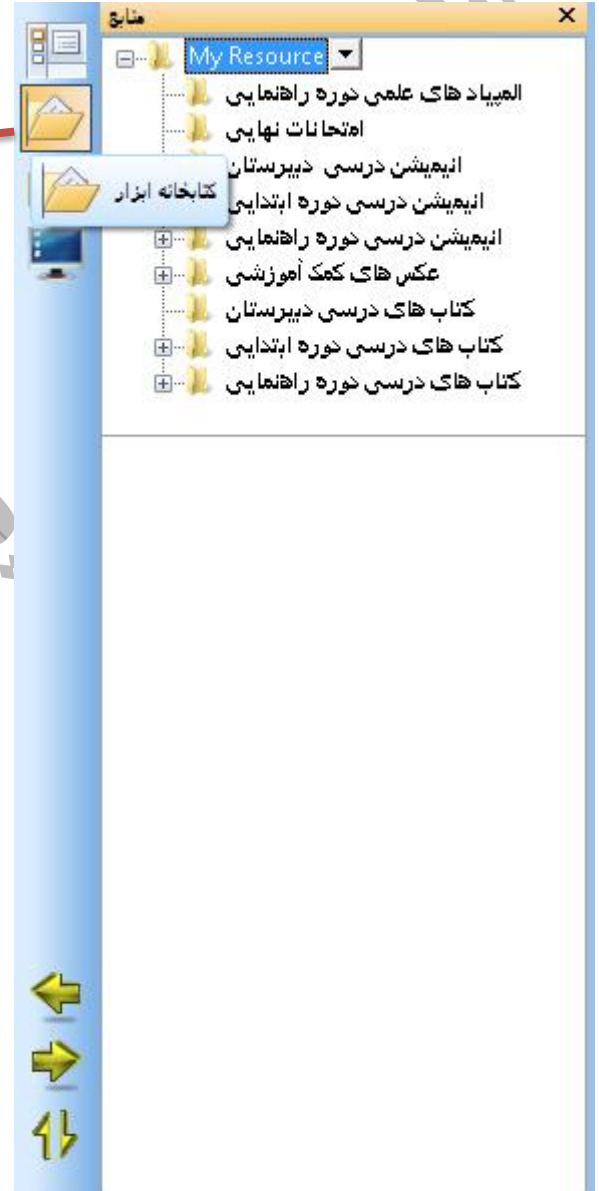 منابع
My Resource
المپیاد های علمی دوره راهنمایی
امتحانات نهایی
انیمیشن درسی دبیرستان
کتابخانه ابزار
انیمیشن درسی دوره ابتدایی
انیمیشن درسی دوره راهنمایی
عکس های کمک آموزشی
کتاب های درسی دبیرستان
کتاب های درسی دوره ابتدایی
کتاب های درسی دوره راهنمایی